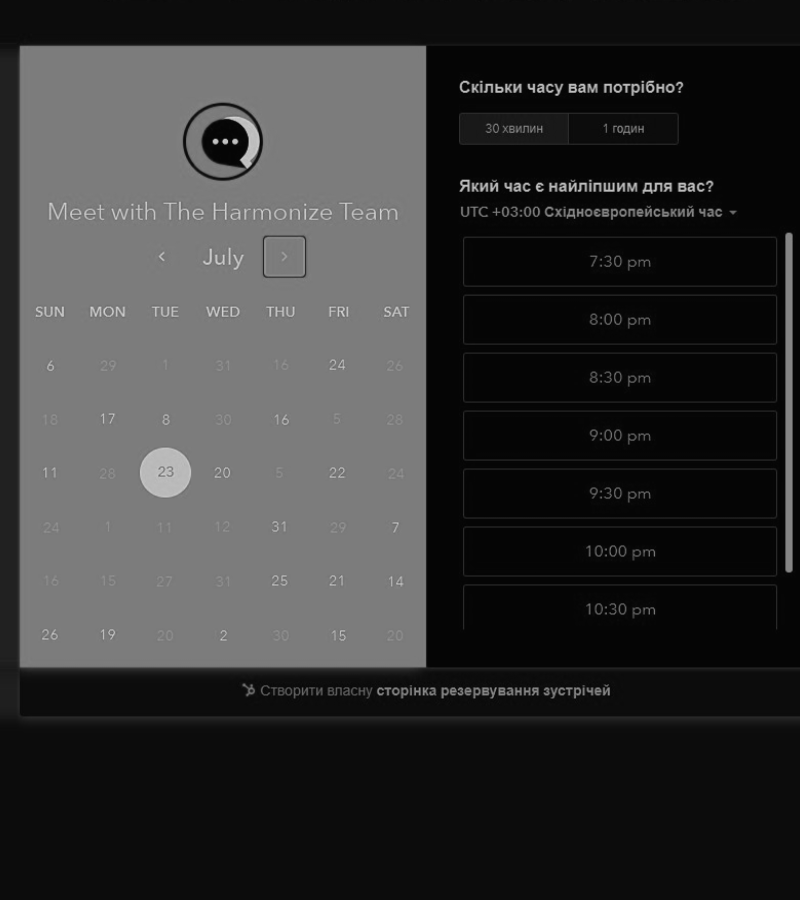 Meet with The Harmonize Team
July
SUN MON TUE WED THU FRI SAT
6 29 1 31 16 24 26
18 17 8 30 16 5 28
11 28 23 20 5 22 24
24 1 11 12 31 29 7
16 15 27 31 25 21 14
26 19 20 2 30 15 20
Скільки часу вам потрібно?
30 хвилин 1 годин
Який час є найліпшим для вас?
UTC +03:00 Східноєвропейський час
7:30 pm
8:00 pm
8:30 pm
9:00 pm
9:30 pm
10:00 pm
10:30 pm
Створити власну сторінка резервування зустрічей